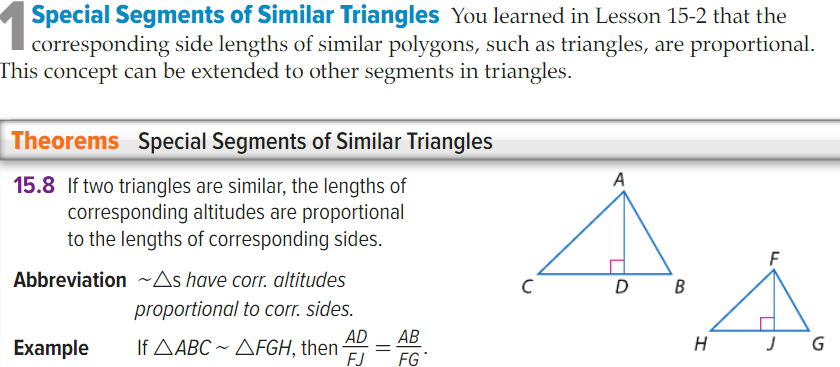 1 Special Segments of Similar Triangles You learned in Lesson 15-2 that the
corresponding side lengths of similar polygons, such as triangles, are proportional.
This concept can be extended to other segments in triangles.
Theorems Special Segments of Similar Triangles
15.8 If two triangles are similar, the lengths of
corresponding altitudes are proportional
to the lengths of corresponding sides.
Abbreviation ~△s have corr. altitudes
proportional to corr. sides.
Example If △ABC ~ △FGH, then AD/FJ = AB/FG.
A
C D B
F
H J G